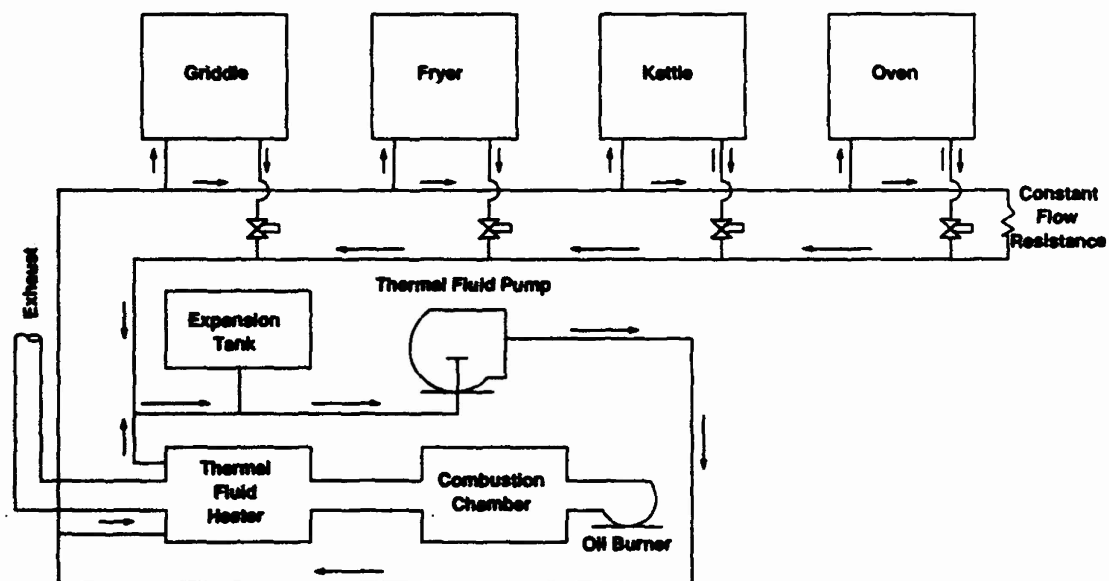 Griddle
Fryer
Kettle
Oven
Constant
Flow
Resistance
Exhaust
Thermal Fluid Pump
Expansion
Tank
Thermal
Fluid
Heater
Combustion
Chamber
Oil Burner